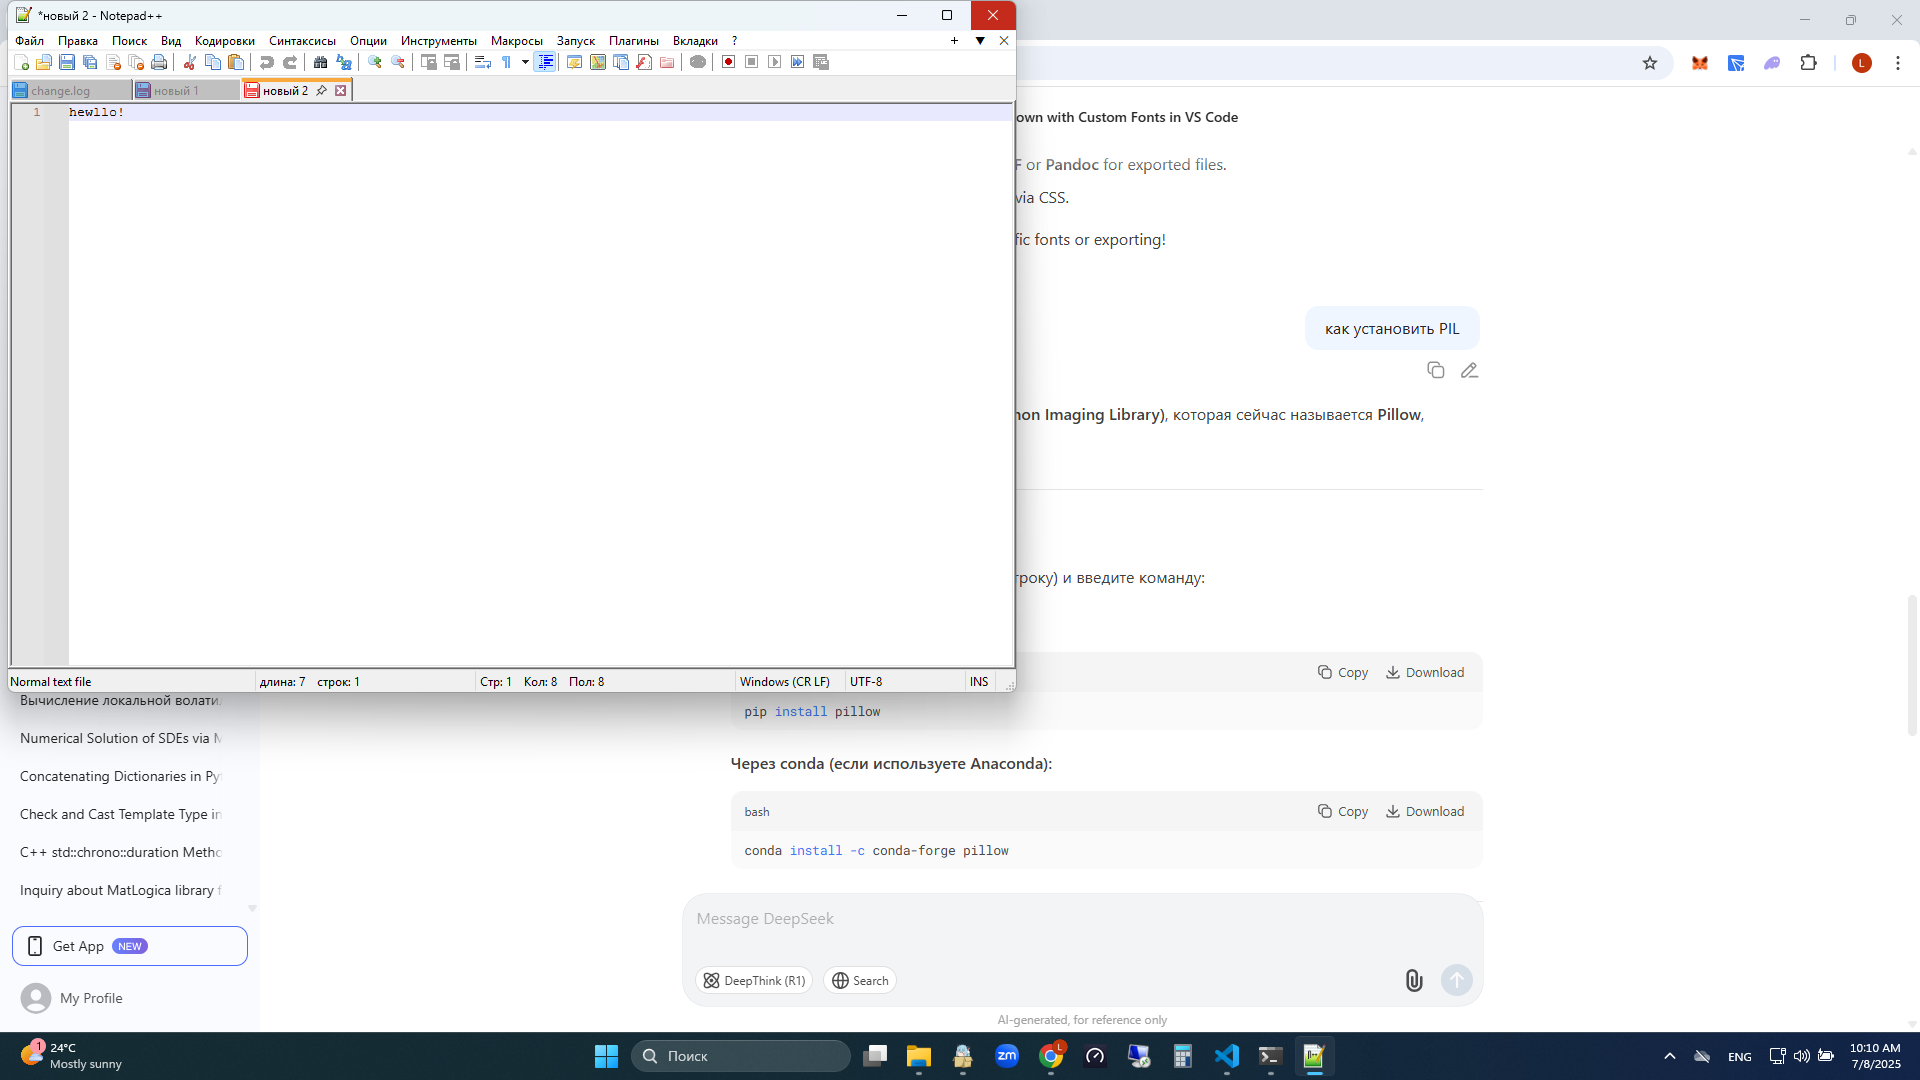 *новый 2 - Notepad++
Файл Правка Поиск Вид Кодировки Синтаксисы Опции Инструменты Макросы Запуск Плагины Вкладки ?
change.log новый 1 новый 2
1 hewllo!
Normal text file длина: 7 строк: 1 Стр: 1 Кол: 8 Поз: 8 Windows (CR LF) UTF-8 INS
own with Custom Fonts in VS Code
F or Pandoc for exported files.
via CSS.
fic fonts or exporting!
как установить PIL
hon Imaging Library), которая сейчас называется Pillow,
троку) и введите команду:
Copy Download
pip install pillow
Через conda (если используете Anaconda):
bash Copy Download
conda install -c conda-forge pillow
Message DeepSeek
DeepThink (R1) Search
AI-generated, for reference only
Вычисление локальной волати
Numerical Solution of SDEs via M
Concatenating Dictionaries in Py
Check and Cast Template Type in
C++ std::chrono::duration Metho
Inquiry about MatLogica library f
Get App NEW
My Profile
L
1
24°C
Mostly sunny
Поиск
zm
L
ENG
10:10 AM
7/8/2025